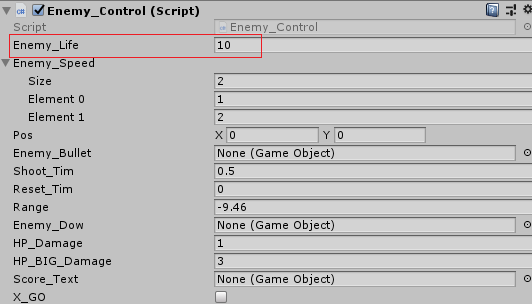 Enemy_Control (Script)
Script Enemy_Control
Enemy_Life 10
Enemy_Speed
Size 2
Element 0 1
Element 1 2
Pos X 0 Y 0
Enemy_Bullet None (Game Object)
Shoot_Tim 0.5
Reset_Tim 0
Range -9.46
Enemy_Dow None (Game Object)
HP_Damage 1
HP_BIG_Damage 3
Score_Text None (Game Object)
X_GO